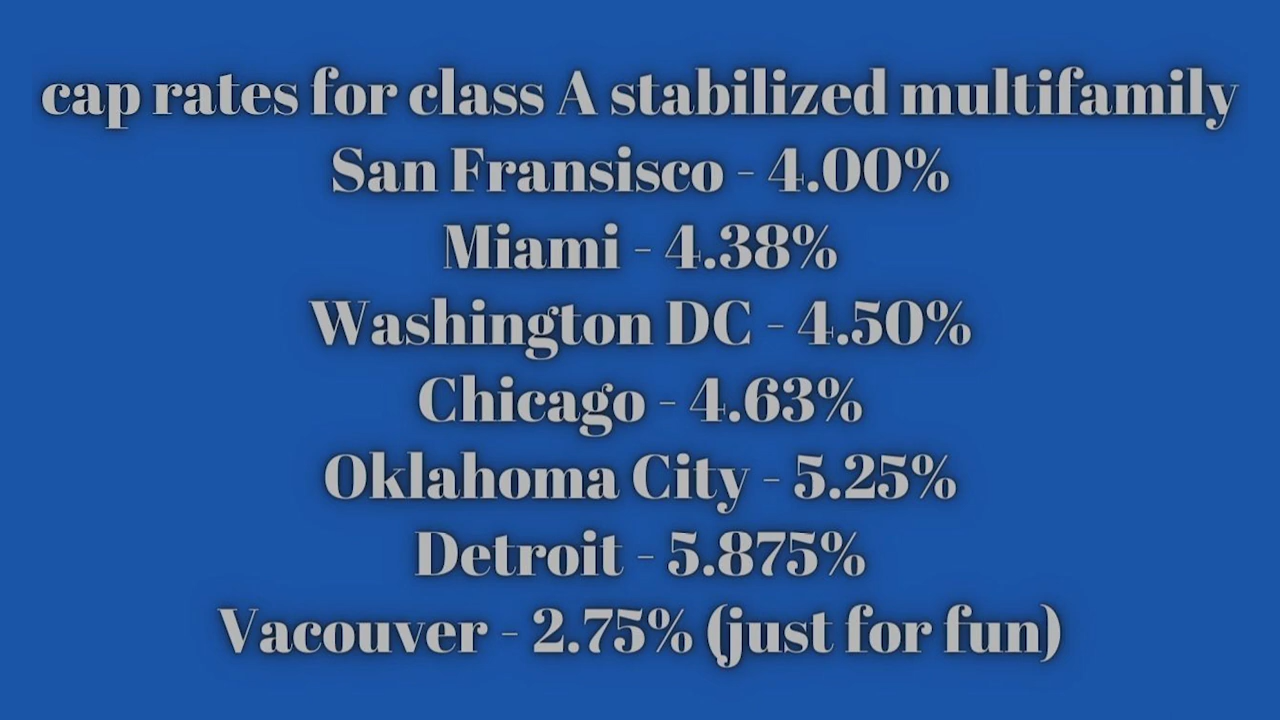 cap rates for class A stabilized multifamily
San Fransisco - 4.00%
Miami - 4.38%
Washington DC - 4.50%
Chicago - 4.63%
Oklahoma City - 5.25%
Detroit - 5.875%
Vacouver - 2.75% (just for fun)